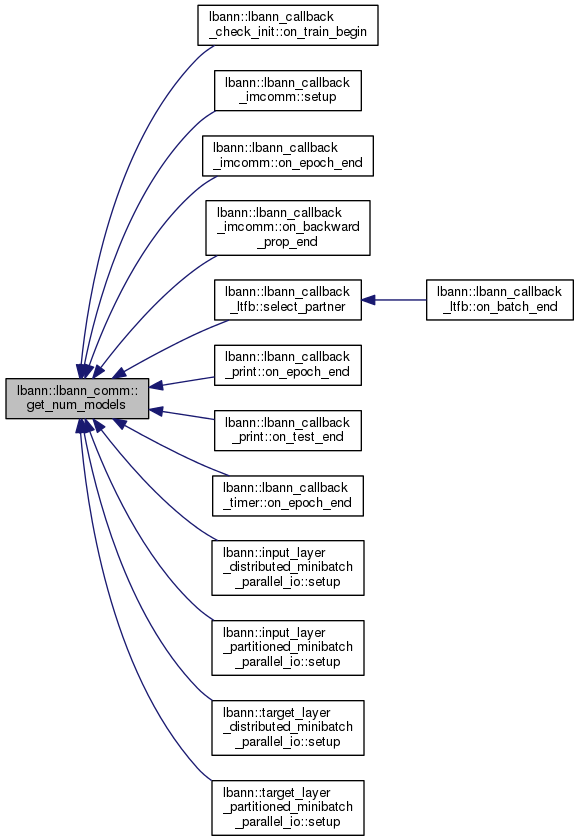 lbann::lbann_callback
_check_init::on_train_begin
lbann::lbann_callback
_imcomm::setup
lbann::lbann_callback
_imcomm::on_epoch_end
lbann::lbann_callback
_imcomm::on_backward
_prop_end
lbann::lbann_callback
_ltfb::select_partner
lbann::lbann_callback
_ltfb::on_batch_end
lbann::lbann_callback
_print::on_epoch_end
lbann::lbann_comm::
get_num_models
lbann::lbann_callback
_print::on_test_end
lbann::lbann_callback
_timer::on_epoch_end
lbann::input_layer
_distributed_minibatch
_parallel_io::setup
lbann::input_layer
_partitioned_minibatch
_parallel_io::setup
lbann::target_layer
_distributed_minibatch
_parallel_io::setup
lbann::target_layer
_partitioned_minibatch
_parallel_io::setup